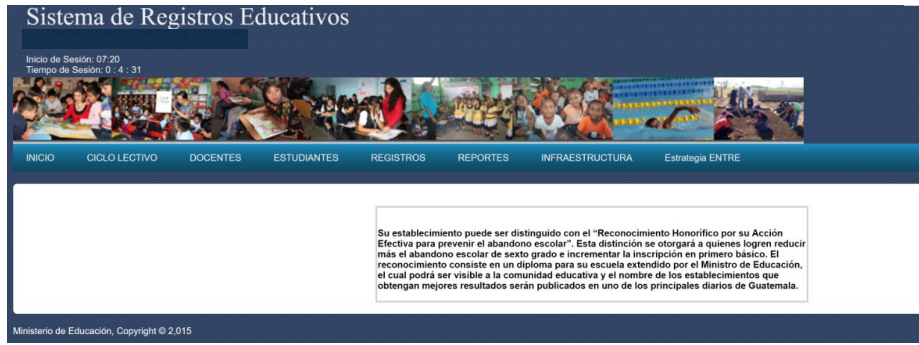 Sistema de Registros Educativos
Inicio de Sesión: 07:20
Tiempo de Sesión: 0 : 4 : 31
INICIO CICLO LECTIVO DOCENTES ESTUDIANTES REGISTROS REPORTES INFRAESTRUCTURA Estrategia ENTRE
Su establecimiento puede ser distinguido con el “Reconocimiento Honorífico por su Acción
Efectiva para prevenir el abandono escolar”. Esta distinción se otorgará a quienes logren reducir
más el abandono escolar de sexto grado e incrementar la inscripción en primero básico. El
reconocimiento consiste en un diploma para su escuela extendido por el Ministro de Educación,
el cual podrá ser visible a la comunidad educativa y el nombre de los establecimientos que
obtengan mejores resultados serán publicados en uno de los principales diarios de Guatemala.
Ministerio de Educación, Copyright © 2,015